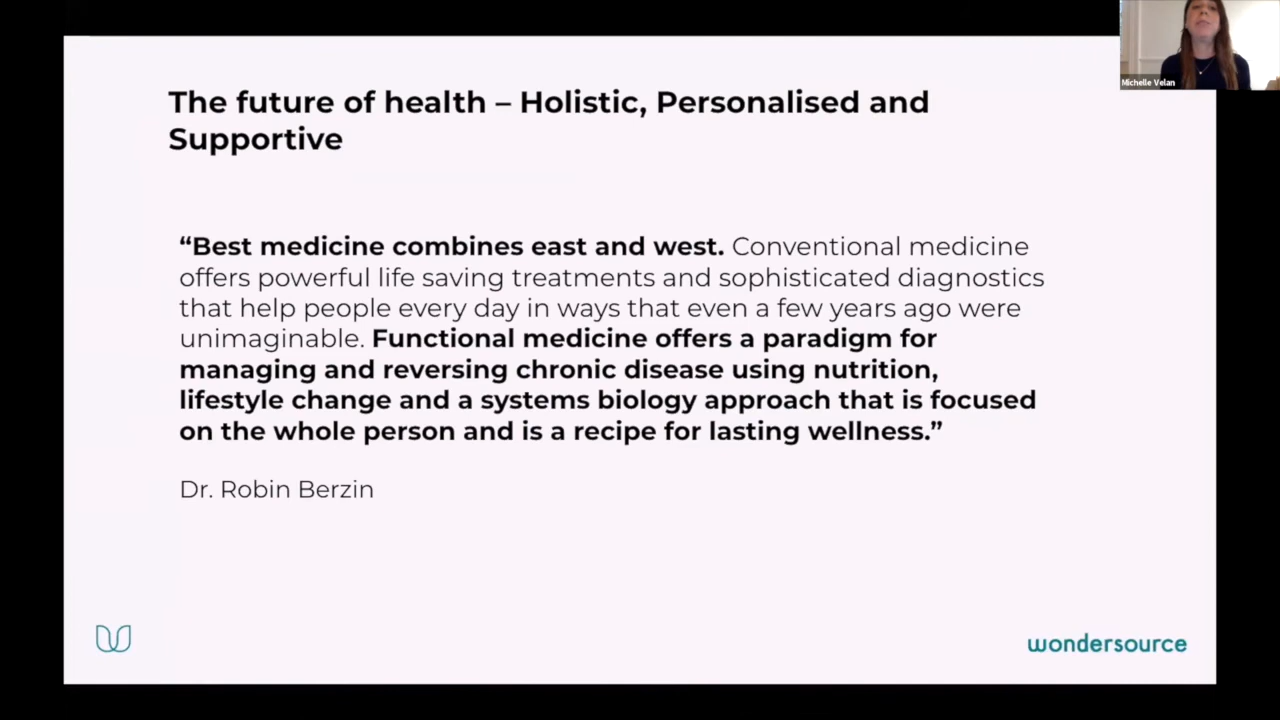 Michelle Velan
The future of health – Holistic, Personalised and
Supportive
“Best medicine combines east and west. Conventional medicine
offers powerful life saving treatments and sophisticated diagnostics
that help people every day in ways that even a few years ago were
unimaginable. Functional medicine offers a paradigm for
managing and reversing chronic disease using nutrition,
lifestyle change and a systems biology approach that is focused
on the whole person and is a recipe for lasting wellness.”
Dr. Robin Berzin
wondersource